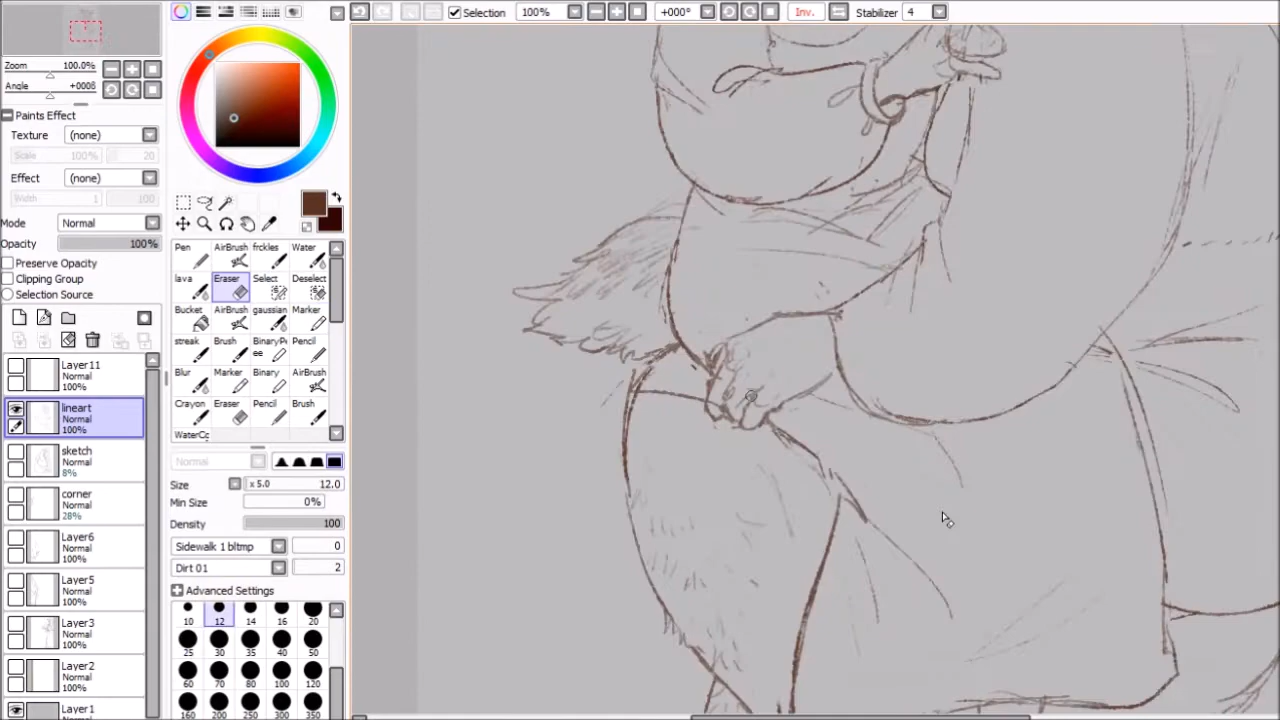 Selection 100% +000° Inv. Stabilizer 4
Zoom 100.0%
Angle +000ß
Paints Effect
Texture (none)
Scale 100% 20
Effect (none)
Width 1 100
Mode Normal
Opacity 100%
Preserve Opacity
Clipping Group
Selection Source
Layer11
Normal
100%
lineart
Normal
100%
sketch
Normal
8%
corner
Normal
28%
Layer6
Normal
100%
Layer5
Normal
100%
Layer3
Normal
100%
Layer2
Normal
100%
Layer1
Normal
Pen AirBrush frckles Water
lava Eraser Select Deselect
Bucket AirBrush gaussian Marker
streak Brush BinaryPe Pencil
ee
Blur Marker Binary AirBrush
Crayon Eraser Pencil Brush
WaterCo
Normal
Size x 5.0 12.0
Min Size 0%
Density 100
Sidewalk 1 bltmp 0
Dirt 01 2
Advanced Settings
10 12 14 16 20
25 30 35 40 50
60 70 80 100 120
160 200 250 300 350